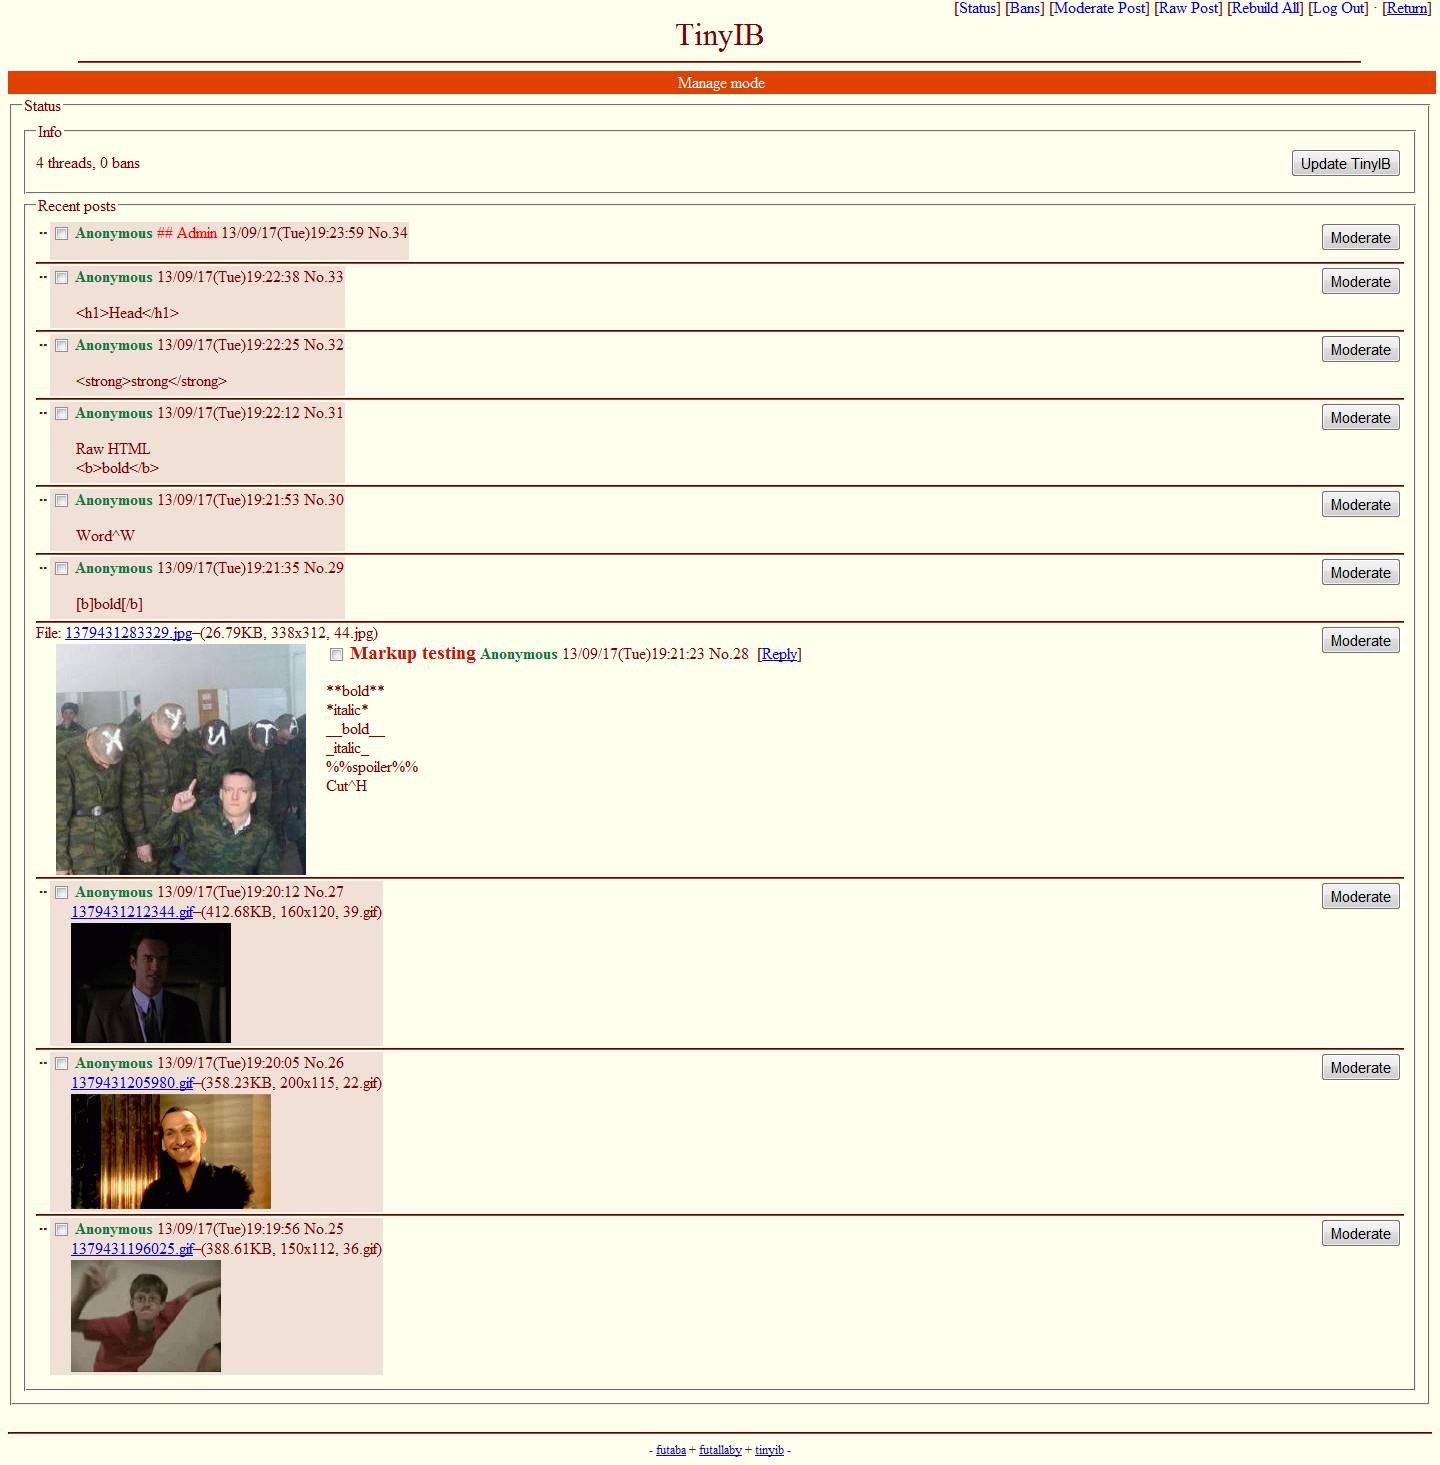 [Status] [Bans] [Moderate Post] [Raw Post] [Rebuild All] [Log Out] · [Return]
TinyIB
Manage mode
Status
Info
4 threads, 0 bans
Update TinyIB
Recent posts
-- Anonymous ## Admin 13/09/17(Tue)19:23:59 No.34
Moderate
-- Anonymous 13/09/17(Tue)19:22:38 No.33
Moderate
<h1>Head</h1>
-- Anonymous 13/09/17(Tue)19:22:25 No.32
Moderate
<strong>strong</strong>
-- Anonymous 13/09/17(Tue)19:22:12 No.31
Moderate
Raw HTML
<b>bold</b>
-- Anonymous 13/09/17(Tue)19:21:53 No.30
Moderate
Word^W
-- Anonymous 13/09/17(Tue)19:21:35 No.29
Moderate
[b]bold[/b]
File: 1379431283329.jpg–(26.79KB, 338x312, 44.jpg)
Moderate
Markup testing Anonymous 13/09/17(Tue)19:21:23 No.28 [Reply]
**bold**
*italic*
__bold__
_italic_
%%spoiler%%
Cut^H
Ж У И Т А
-- Anonymous 13/09/17(Tue)19:20:12 No.27
Moderate
1379431212344.gif–(412.68KB, 160x120, 39.gif)
-- Anonymous 13/09/17(Tue)19:20:05 No.26
Moderate
1379431205980.gif–(358.23KB, 200x115, 22.gif)
-- Anonymous 13/09/17(Tue)19:19:56 No.25
Moderate
1379431196025.gif–(388.61KB, 150x112, 36.gif)
- futaba + futallaby + tinyib -